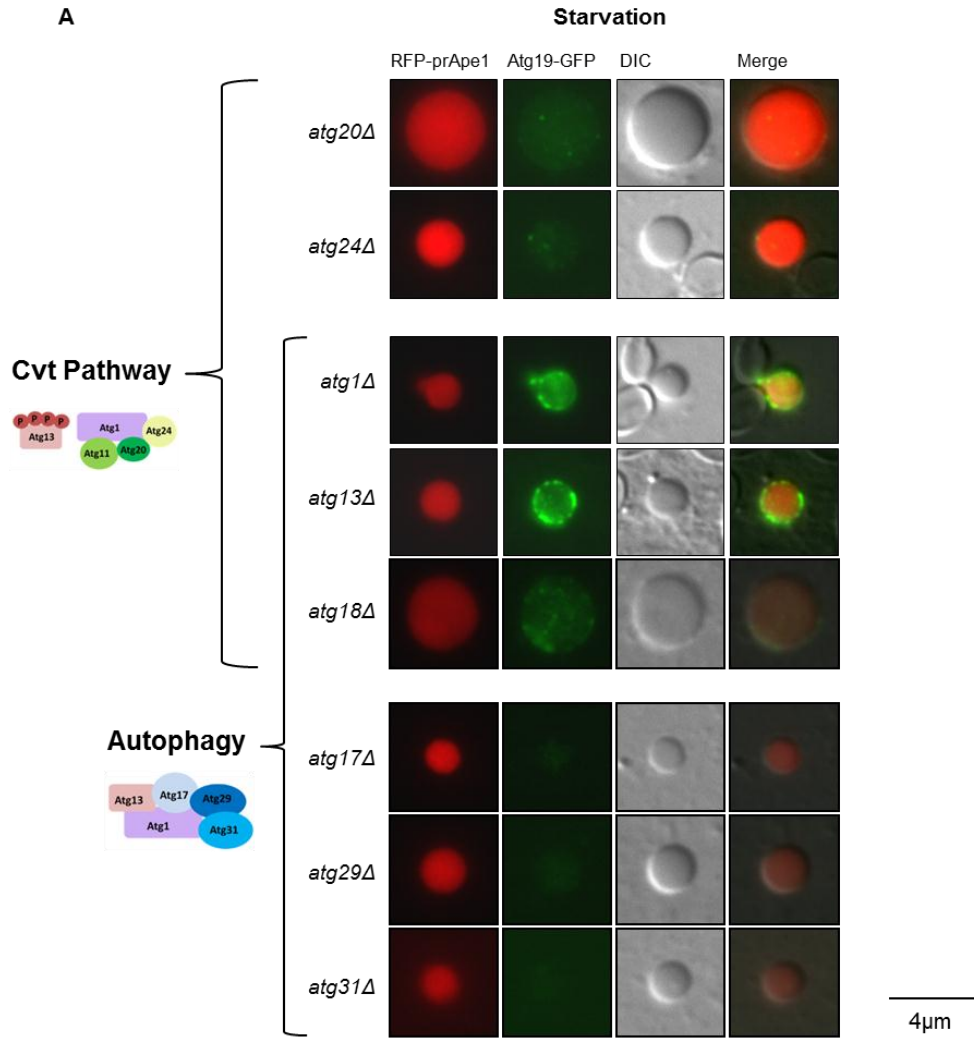 A
Starvation
RFP-prApe1 Atg19-GFP DIC Merge
atg20Δ
atg24Δ
Cvt Pathway
P P P P
Atg13 Atg1 Atg24
Atg11 Atg20
atg1Δ
atg13Δ
atg18Δ
Autophagy
Atg13 Atg17 Atg29
Atg1 Atg31
atg17Δ
atg29Δ
atg31Δ
4µm